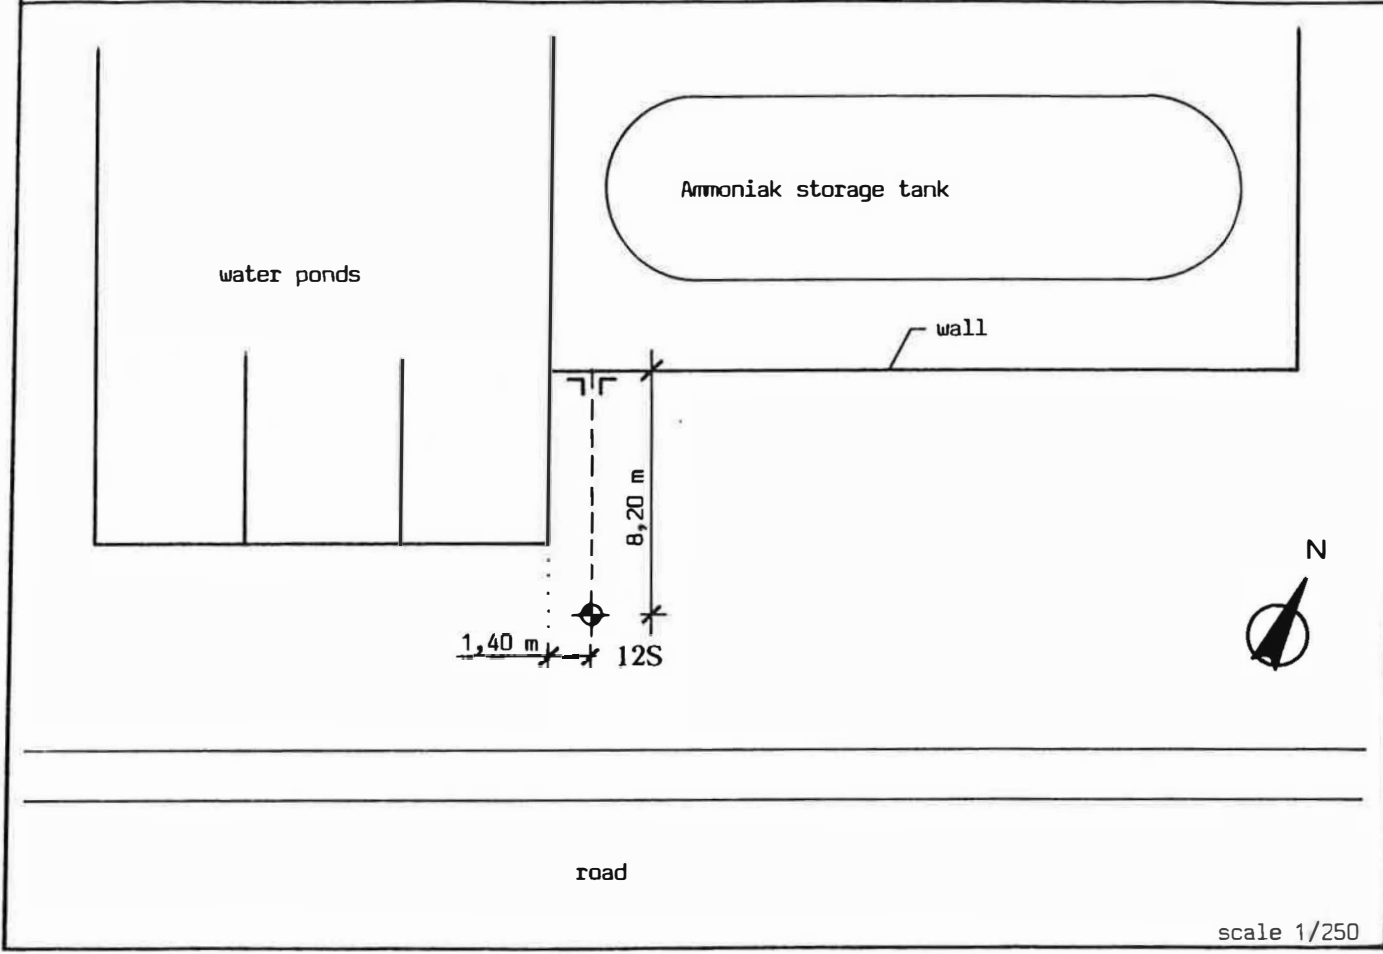 Ammoniak storage tank
water ponds
wall
8,20 m
N
1,40 m
12S
road
scale 1/250